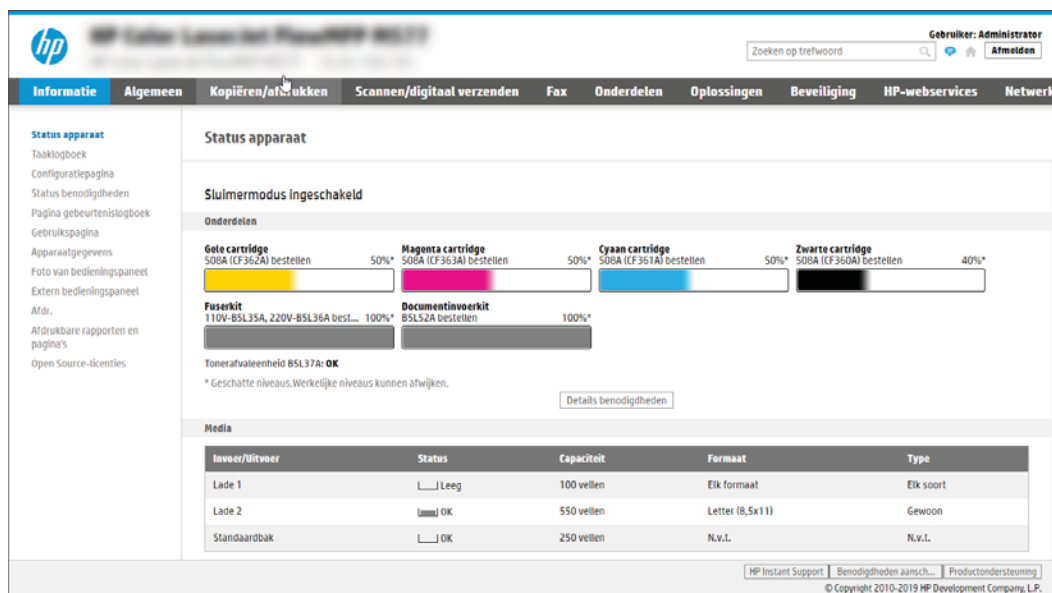 hp
Gebruiker: Administrator
Zoeken op trefwoord
Afmelden
Informatie Algemeen Kopiëren/afdrukken Scannen/digitaal verzenden Fax Onderdelen Oplossingen Beveiliging HP-webservices Netwerk
Status apparaat
Taaklogboek
Configuratiepagina
Status benodigdheden
Pagina gebeurtenislogboek
Gebruikspagina
Apparaatgegevens
Foto van bedieningspaneel
Extern bedieningspaneel
Afdr.
Afdrukbare rapporten en
pagina's
Open Source-licenties
Status apparaat
Sluimermodus ingeschakeld
Onderdelen
Gele cartridge Magenta cartridge Cyaan cartridge Zwarte cartridge
508A (CF362A) bestellen 50%* 508A (CF363A) bestellen 50%* 508A (CF361A) bestellen 50%* 508A (CF360A) bestellen 40%*
Fuserkit Documentinvoerkit
110V-B5L35A, 220V-B5L36A best... 100%* B5L52A bestellen 100%*
Tonerafvaleenheid B5L37A: OK
* Geschatte niveaus.Werkelijke niveaus kunnen afwijken.
Details benodigdheden
Media
Invoer/Uitvoer Status Capaciteit Formaat Type
Lade 1 Leeg 100 vellen Elk formaat Elk soort
Lade 2 OK 550 vellen Letter (8,5x11) Gewoon
Standaardbak OK 250 vellen N.v.t. N.v.t.
HP Instant Support Benodigdheden aansch... Productondersteuning
© Copyright 2010-2019 HP Development Company, L.P.